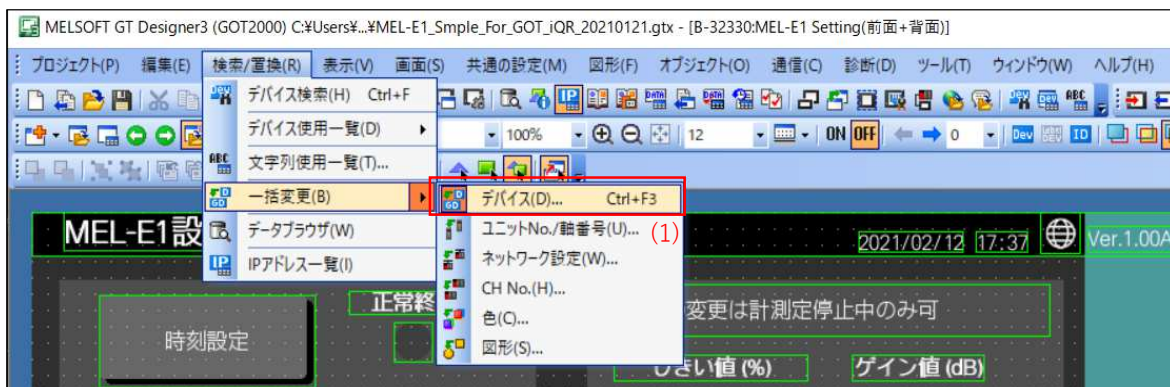 MELSOFT GT Designer3 (GOT2000) C:¥Users¥...¥MEL-E1_Smple_For_GOT_iQR_20210121.gtx - [B-32330:MEL-E1 Setting(前面+背面)]
プロジェクト(P) 編集(E) 検索/置換(R) 表示(V) 画面(S) 共通の設定(M) 図形(F) オブジェクト(O) 通信(C) 診断(D) ツール(T) ウィンドウ(W) ヘルプ(H)
デバイス検索(H) Ctrl+F
デバイス使用一覧(D)
100% 12 ON OFF 0 Dev ID
文字列使用一覧(T)...
一括変更(B)
デバイス(D)... Ctrl+F3
データブラウザ(W)
ユニットNo./軸番号(U)... (1)
IPアドレス一覧(I)
ネットワーク設定(W)...
CH No.(H)...
色(C)...
図形(S)...
MEL-E1設
2021/02/12 17:37 Ver.1.00A
正常終
変更は計測定停止中のみ可
時刻設定
しきい値 (%) ゲイン値 (dB)